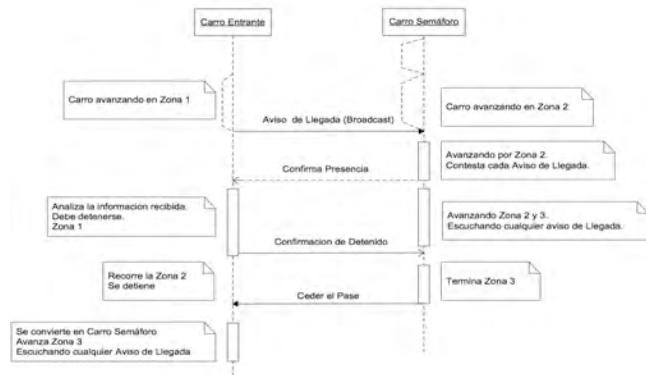 Carro Entrante
Carro Semáforo
Carro avanzando en Zona 1
Carro avanzando en Zona 2
Aviso de Llegada (Broadcast)
Avanzando por Zona 2.
Contesta cada Aviso de Llegada.
Confirma Presencia
Analiza la informacion recibida.
Debe detenerse.
Zona 1
Avanzando Zona 2 y 3.
Escuchando cualquier aviso de Llegada.
Confirmacion de Detenido
Recorre la Zona 2
Se detiene
Termina Zona 3
Ceder el Pase
Se convierte en Carro Semáforo
Avanza Zona 3
Escuchando cualquier Aviso de Llegada